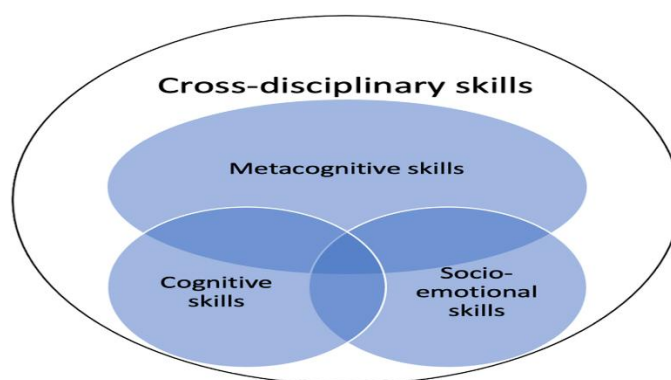 Cross-disciplinary skills
Metacognitive skills
Cognitive
skills
Socio-
emotional
skills